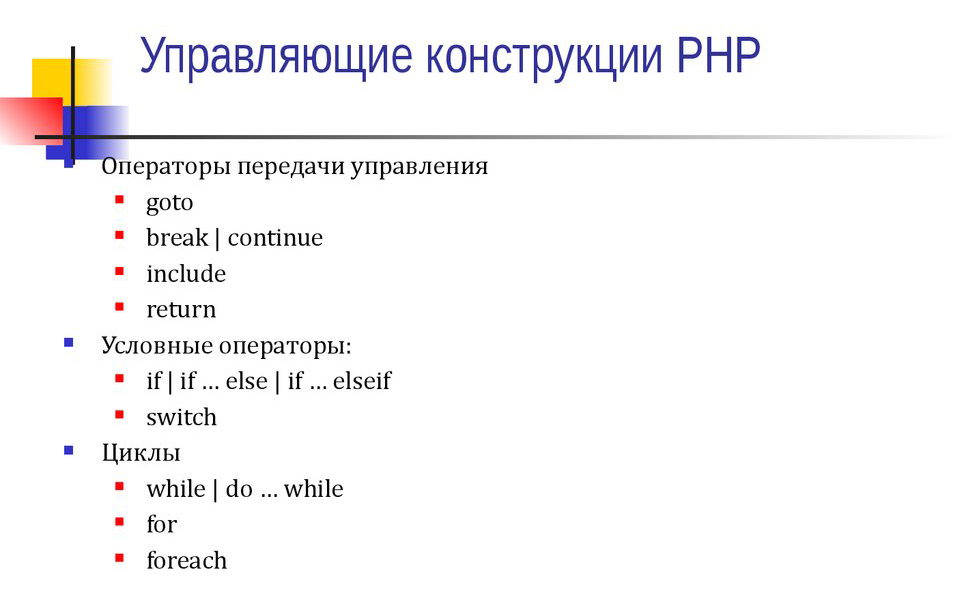 Управляющие конструкции PHP
Операторы передачи управления
goto
break | continue
include
return
Условные операторы:
if | if … else | if … elseif
switch
Циклы
while | do … while
for
foreach